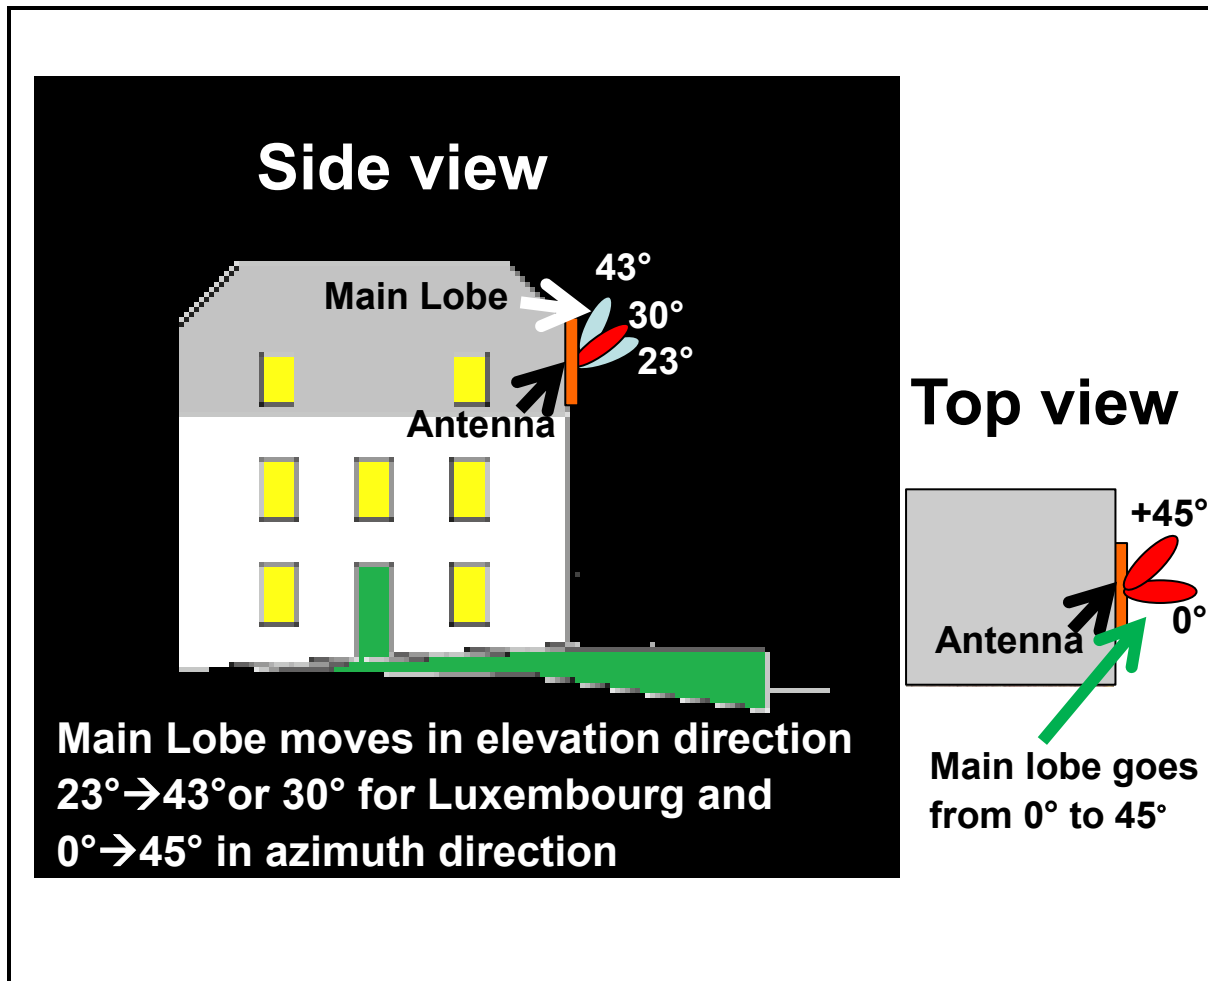 Side view
43°
Main Lobe
30°
23°
Antenna
Top view
+45°
0°
Antenna
Main Lobe moves in elevation direction
23°→43°or 30° for Luxembourg and
0°→45° in azimuth direction
Main lobe goes
from 0° to 45°